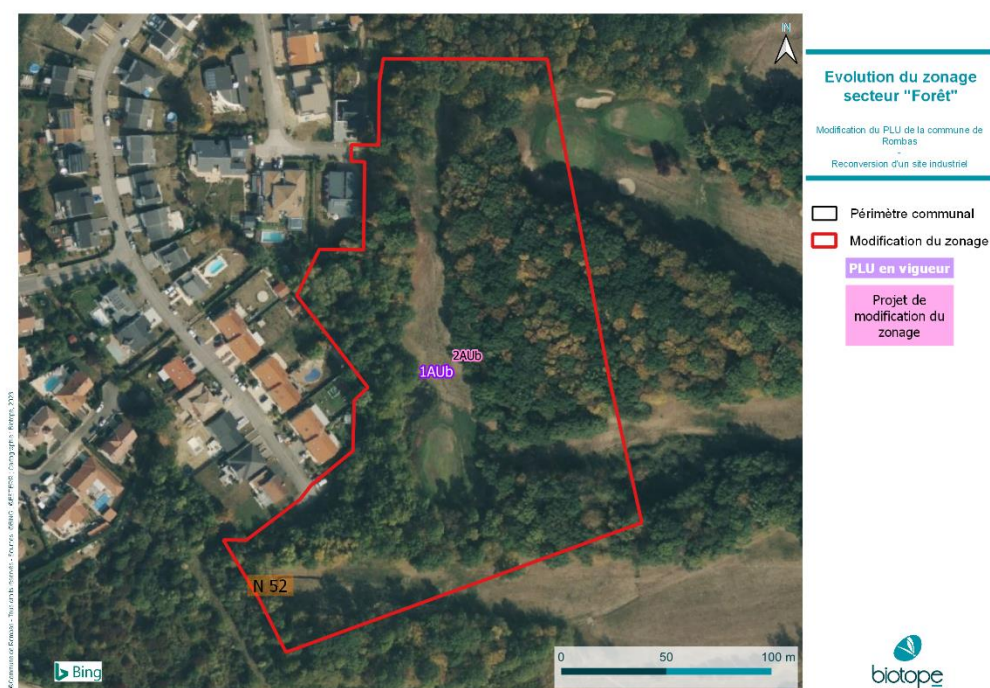 N
Evolution du zonage
secteur "Forêt"
Modification du PLU de la commune de
Rombas
-
Reconversion d'un site industriel
Périmètre communal
Modification du zonage
PLU en vigueur
Projet de
modification du
zonage
2AUb
1AUb
N 52
Bing
0 50 100 m
biotope